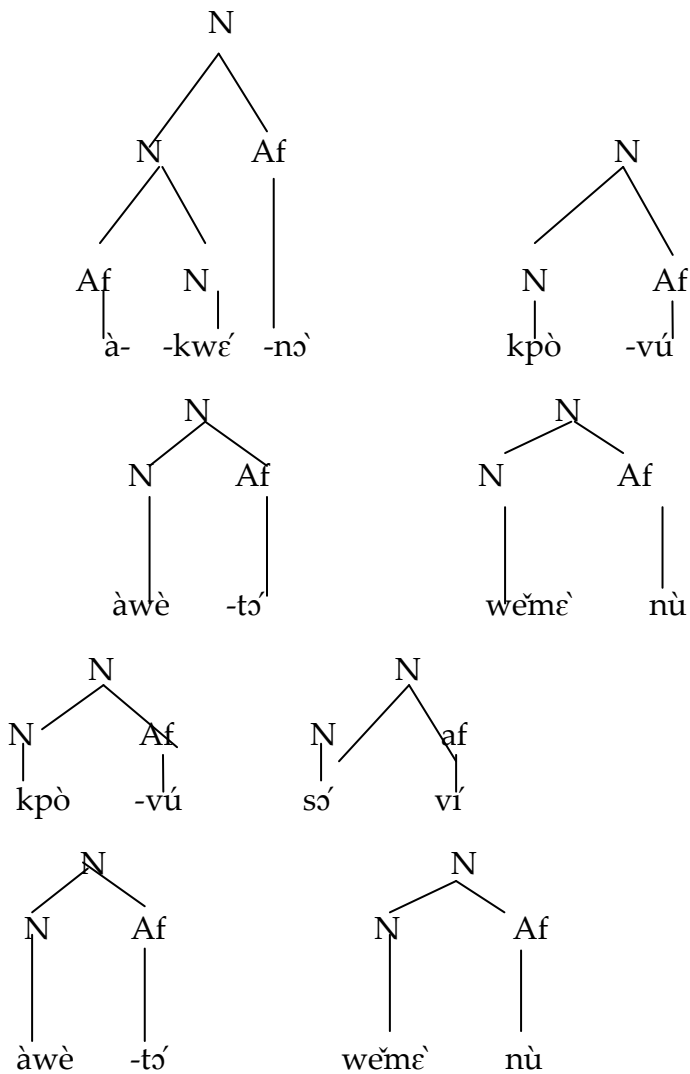 N
N Af N
Af N N Af
à- -kwɛ́ -nɔ̀ kpò -vú
N N
N Af N Af
àwè -tɔ́ wěmɛ̀ nù
N N
N Af N af
kpò -vú sɔ́ ví
N N
N Af N Af
àwè -tɔ́ wěmɛ̀ nù